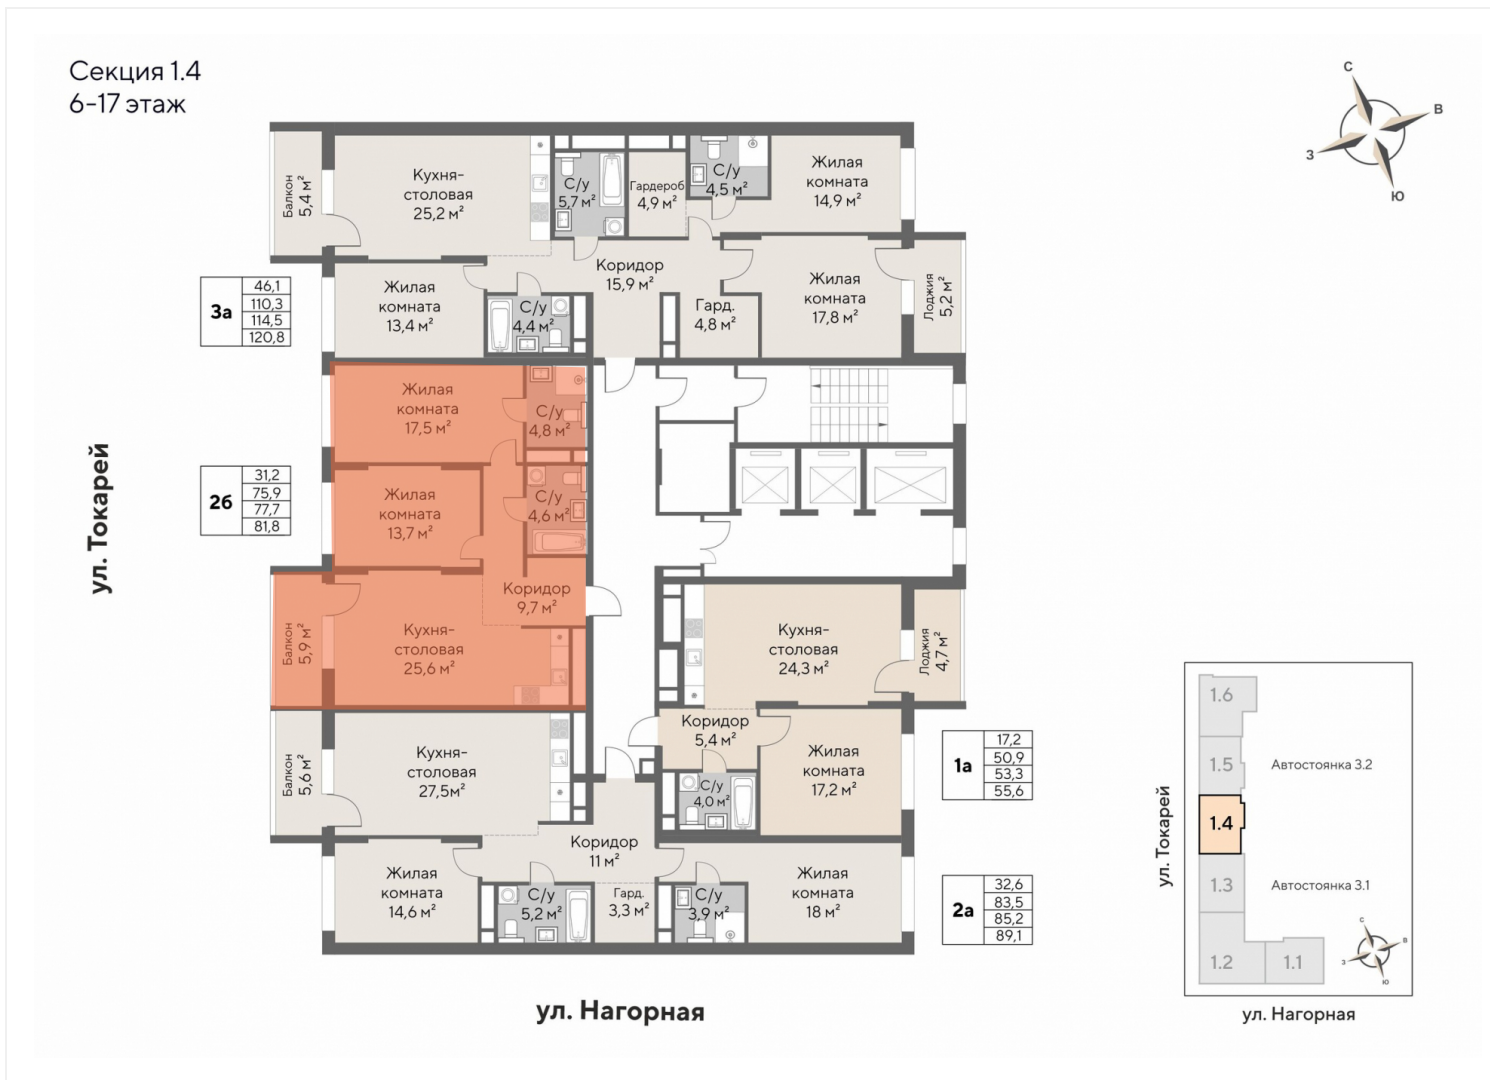 Секция 1.4
6-17 этаж
С
В
З
Ю
Балкон
5,4 м²
Кухня-
столовая
25,2 м²
С/у
5,7 м²
Гардероб
4,9 м²
С/у
4,5 м²
Жилая
комната
14,9 м²
3а
46,1
110,3
114,5
120,8
Жилая
комната
13,4 м²
С/у
4,4 м²
Коридор
15,9 м²
Гард.
4,8 м²
Жилая
комната
17,8 м²
Лоджия
5,2 м²
Жилая
комната
17,5 м²
С/у
4,8 м²
ул. Токарей
2б
31,2
75,9
77,7
81,8
Жилая
комната
13,7 м²
С/у
4,6 м²
Коридор
9,7 м²
Балкон
5,9 м²
Кухня-
столовая
25,6 м²
Кухня-
столовая
24,3 м²
Лоджия
4,7 м²
Коридор
5,4 м²
С/у
4,0 м²
Жилая
комната
17,2 м²
1а
17,2
50,9
53,3
55,6
Балкон
5,6 м²
Кухня-
столовая
27,5м²
Коридор
11 м²
Жилая
комната
14,6 м²
С/у
5,2 м²
Гард.
3,3 м²
С/у
3,9 м²
Жилая
комната
18 м²
2а
32,6
83,5
85,2
89,1
ул. Нагорная
ул. Токарей
1.6
1.5
Автостоянка 3.2
1.4
1.3
Автостоянка 3.1
1.2
1.1
С
В
З
Ю
ул. Нагорная